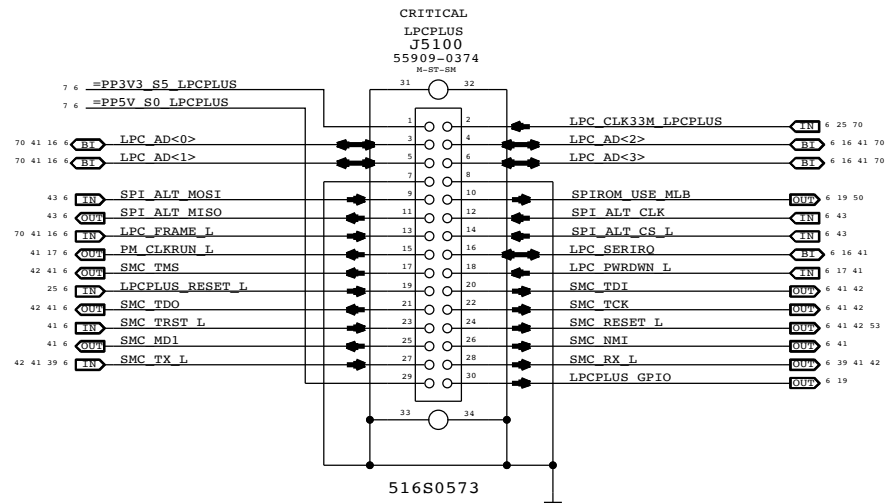 CRITICAL
LPCPLUS
J5100
55909-0374
M-ST-SM
31 32
7 6 =PP3V3_S5_LPCPLUS
7 6 =PP5V_S0_LPCPLUS
1 2 LPC_CLK33M_LPCPLUS IN 6 25 70
70 41 16 6 BI LPC_AD<0> 3 4 LPC_AD<2> BI 6 16 41 70
70 41 16 6 BI LPC_AD<1> 5 6 LPC_AD<3> BI 6 16 41 70
7 8
43 6 IN SPI_ALT_MOSI 9 10 SPIROM_USE_MLB OUT 6 19 50
43 6 OUT SPI_ALT_MISO 11 12 SPI_ALT_CLK IN 6 43
70 41 16 6 IN LPC_FRAME_L 13 14 SPI_ALT_CS_L IN 6 43
41 17 6 OUT PM_CLKRUN_L 15 16 LPC_SERIRQ BI 6 16 41
42 41 6 OUT SMC_TMS 17 18 LPC_PWRDWN_L IN 6 17 41
25 6 IN LPCPLUS_RESET_L 19 20 SMC_TDI OUT 6 41 42
42 41 6 OUT SMC_TDO 21 22 SMC_TCK OUT 6 41 42
41 6 IN SMC_TRST_L 23 24 SMC_RESET_L OUT 6 41 42 53
41 6 OUT SMC_MD1 25 26 SMC_NMI OUT 6 41
42 41 39 6 IN SMC_TX_L 27 28 SMC_RX_L OUT 6 39 41 42
29 30 LPCPLUS_GPIO OUT 6 19
33 34
516S0573